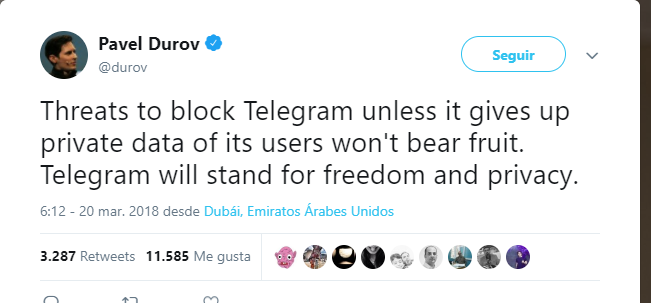 Pavel Durov
@durov
Seguir
Threats to block Telegram unless it gives up
private data of its users won't bear fruit.
Telegram will stand for freedom and privacy.
6:12 - 20 mar. 2018 desde Dubái, Emiratos Árabes Unidos
3.287 Retweets 11.585 Me gusta